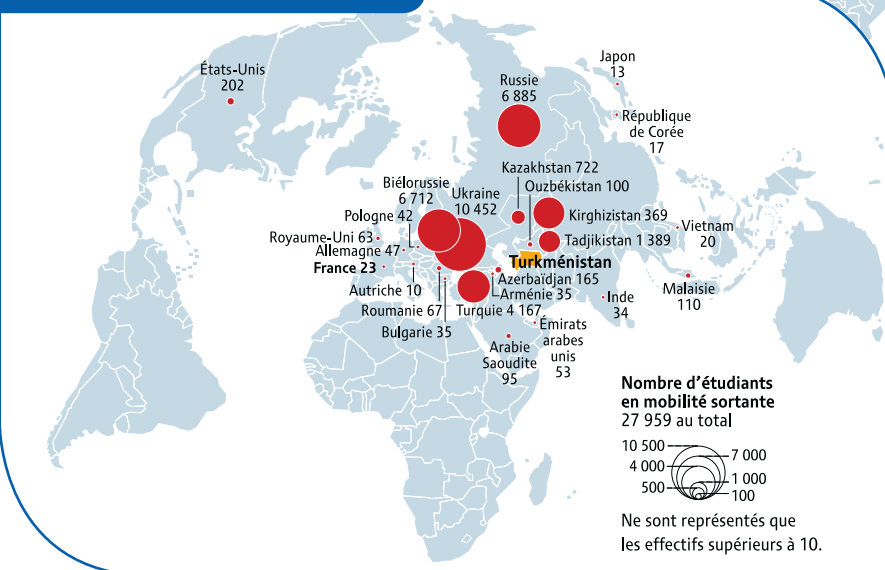 États-Unis
202
Russie
6 885
Japon
13
République
de Corée
17
Kazakhstan 722
Ouzbékistan 100
Biélorussie
6 712
Ukraine
10 452
Pologne 42
Kirghizistan 369
Royaume-Uni 63
Tadjikistan 1 389
Vietnam
20
Allemagne 47
France 23
Turkménistan
Azerbaïdjan 165
Autriche 10
Arménie 35
Malaisie
110
Inde
34
Roumanie 67
Turquie 4 167
Bulgarie 35
Émirats
arabes
unis
53
Arabie
Saoudite
95
Nombre d'étudiants
en mobilité sortante
27 959 au total
10 500
7 000
4 000
1 000
500
100
Ne sont représentés que
les effectifs supérieurs à 10.